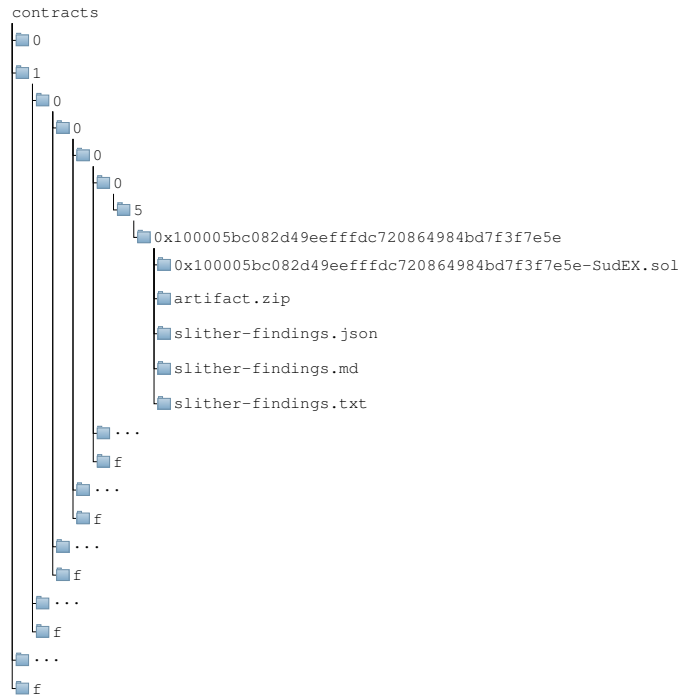 contracts
0
1
0
0
0
0
5
0x100005bc082d49eefffdc720864984bd7f3f7e5e
0x100005bc082d49eefffdc720864984bd7f3f7e5e-SudEX.sol
artifact.zip
slither-findings.json
slither-findings.md
slither-findings.txt
...
f
...
f
...
f
...
f
...
f